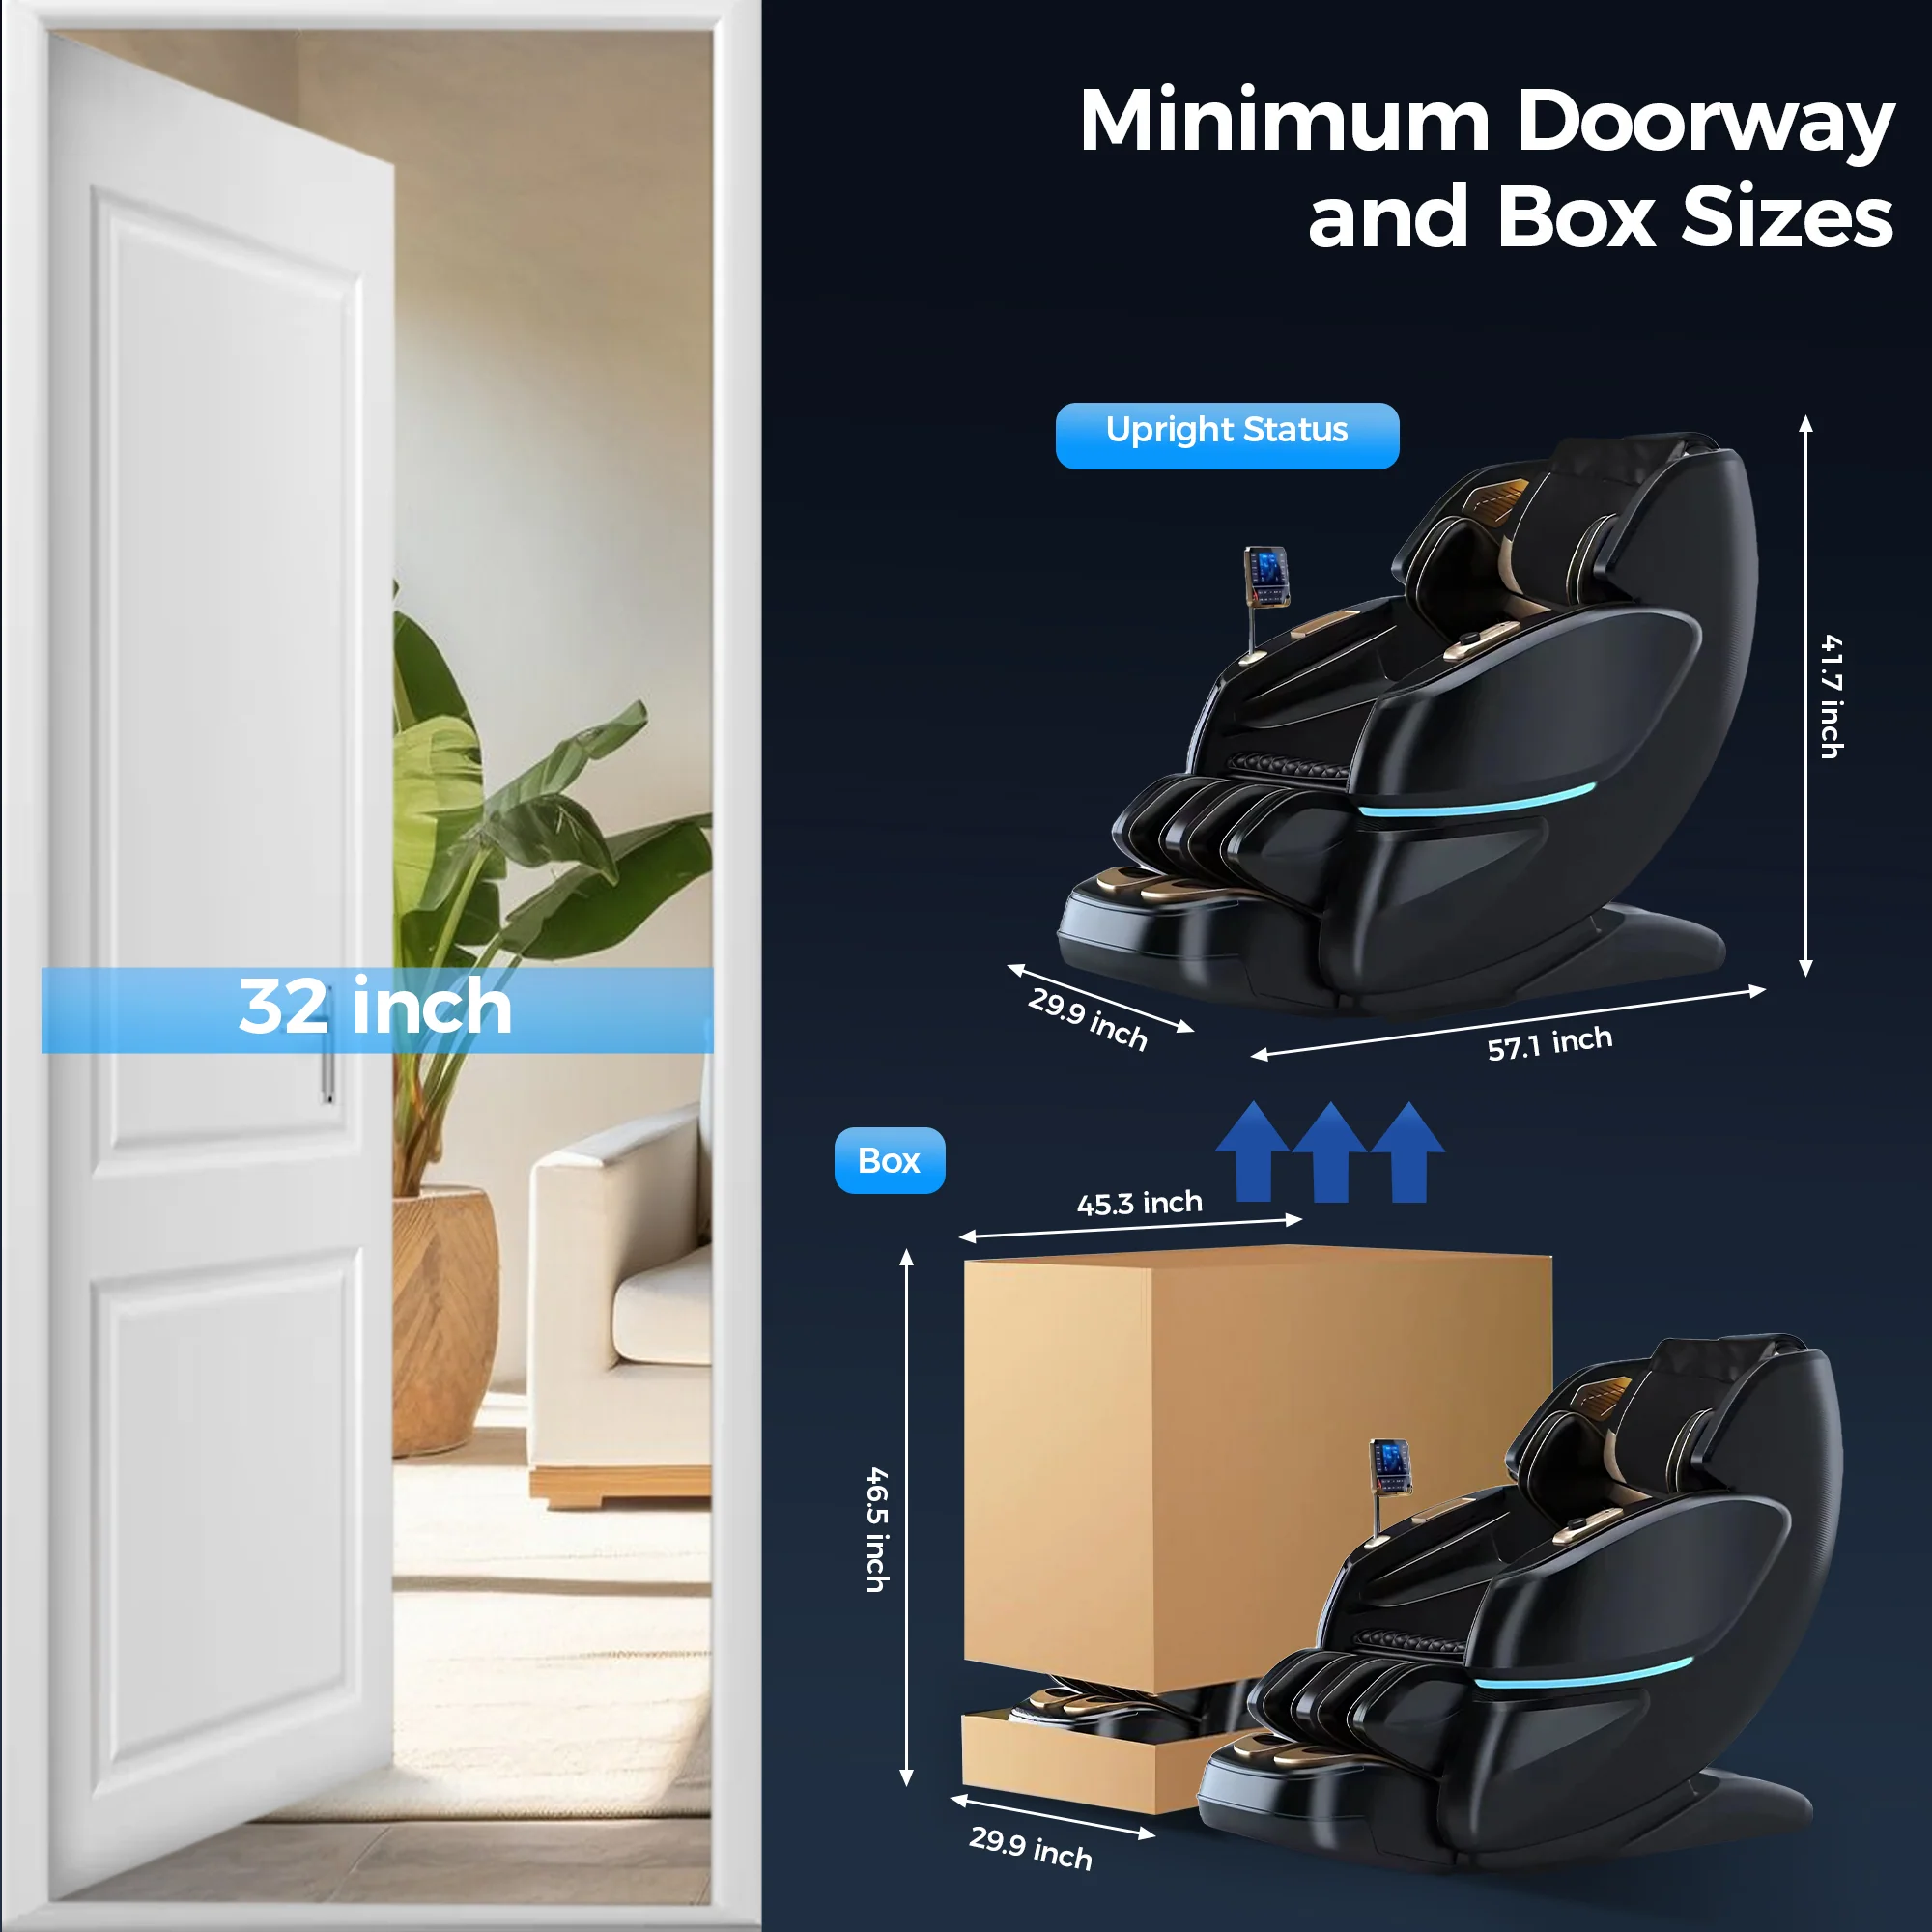 Minimum Doorway
and Box Sizes
Upright Status
41.7 inch
29.9 inch
57.1 inch
32 inch
Box
45.3 inch
46.5 inch
29.9 inch